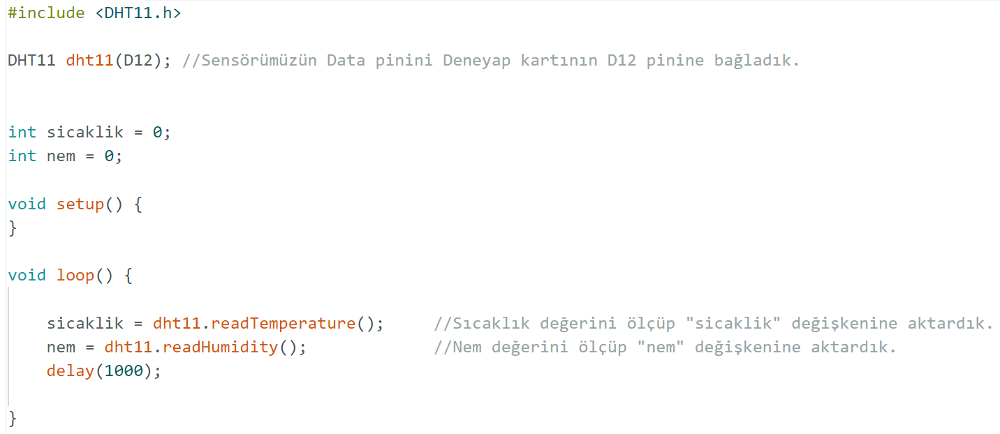 #include <DHT11.h>
DHT11 dht11(D12); //Sensörümüzün Data pinini Deneyap kartının D12 pinine bağladık.
int sicaklik = 0;
int nem = 0;
void setup() {
}
void loop() {
sicaklik = dht11.readTemperature(); //Sıcaklık değerini ölçüp "sicaklik" değişkenine aktardık.
nem = dht11.readHumidity(); //Nem değerini ölçüp "nem" değişkenine aktardık.
delay(1000);
}